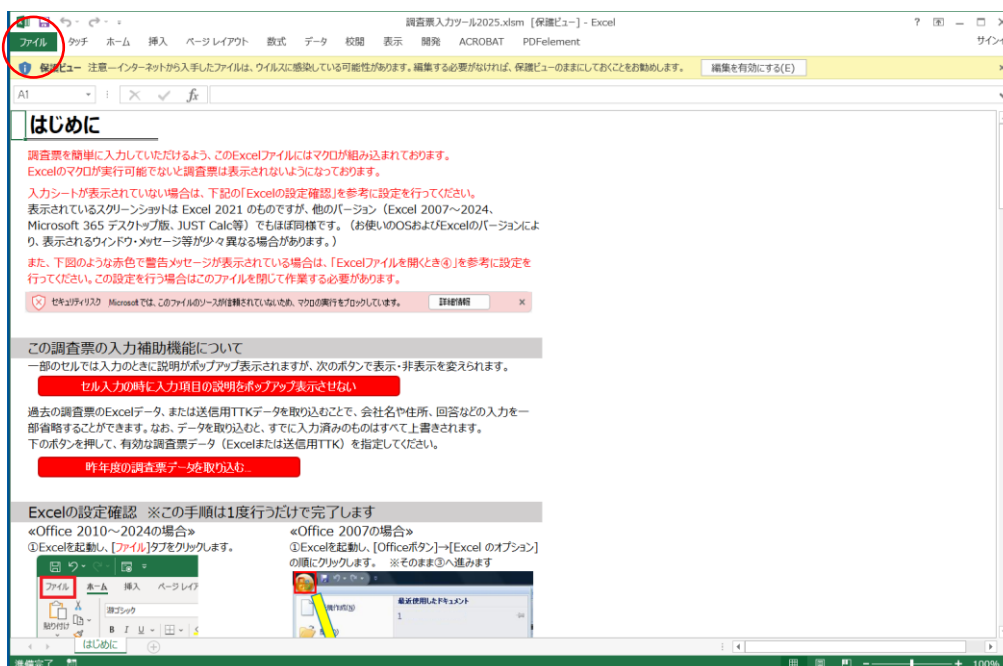 調査票入力ツール2025.xlsm [保護ビュー] - Excel
ファイル タッチ ホーム 挿入 ページ レイアウト 数式 データ 校閲 表示 開発 ACROBAT PDFelement サインイ
保護ビュー 注意—インターネットから入手したファイルは、ウイルスに感染している可能性があります。編集する必要がなければ、保護ビューのままにしておくことをお勧めします。 編集を有効にする(E)
A1 fx
はじめに
調査票を簡単に入力していただけるよう、このExcelファイルにはマクロが組み込まれております。
Excelのマクロが実行可能でないと調査票は表示されないようになっております。
入力シートが表示されていない場合は、下記の「Excelの設定確認」を参考に設定を行ってください。
表示されているスクリーンショットは Excel 2021 のものですが、他のバージョン（Excel 2007～2024、
Microsoft 365 デスクトップ版、JUST Calc等）でもほぼ同様です。（お使いのOSおよびExcelのバージョンによ
り、表示されるウィンドウ・メッセージ等が少々異なる場合があります。）
また、下図のような赤色で警告メッセージが表示されている場合は、「Excelファイルを開くとき④」を参考に設定を
行ってください。この設定を行う場合はこのファイルを閉じて作業する必要があります。
セキュリティリスク Microsoftでは、このファイルのソースが信頼されていないため、マクロの実行をブロックしています。 詳細情報
この調査票の入力補助機能について
一部のセルでは入力のときに説明がポップアップ表示されますが、次のボタンで表示・非表示を変えられます。
セル入力の時に入力項目の説明をポップアップ表示させない
過去の調査票のExcelデータ、または送信用TTKデータを取り込むことで、会社名や住所、回答などの入力を一
部省略することができます。なお、データを取り込むと、すでに入力済みのものはすべて上書きされます。
下のボタンを押して、有効な調査票データ（Excelまたは送信用TTK）を指定してください。
昨年度の調査票データを取り込む...
Excelの設定確認 ※この手順は1度行うだけで完了します
«Office 2010～2024の場合» «Office 2007の場合»
①Excelを起動し、[ファイル]タブをクリックします。 ①Excelを起動し、[Officeボタン]→[Excel のオプション]
の順にクリックします。 ※そのまま③へ進みます
ファイル ホーム 挿入 ページ レイア
貼り付け 游ゴシック
B I U
最近使用したドキュメント
1
はじめに
準備完了 100%